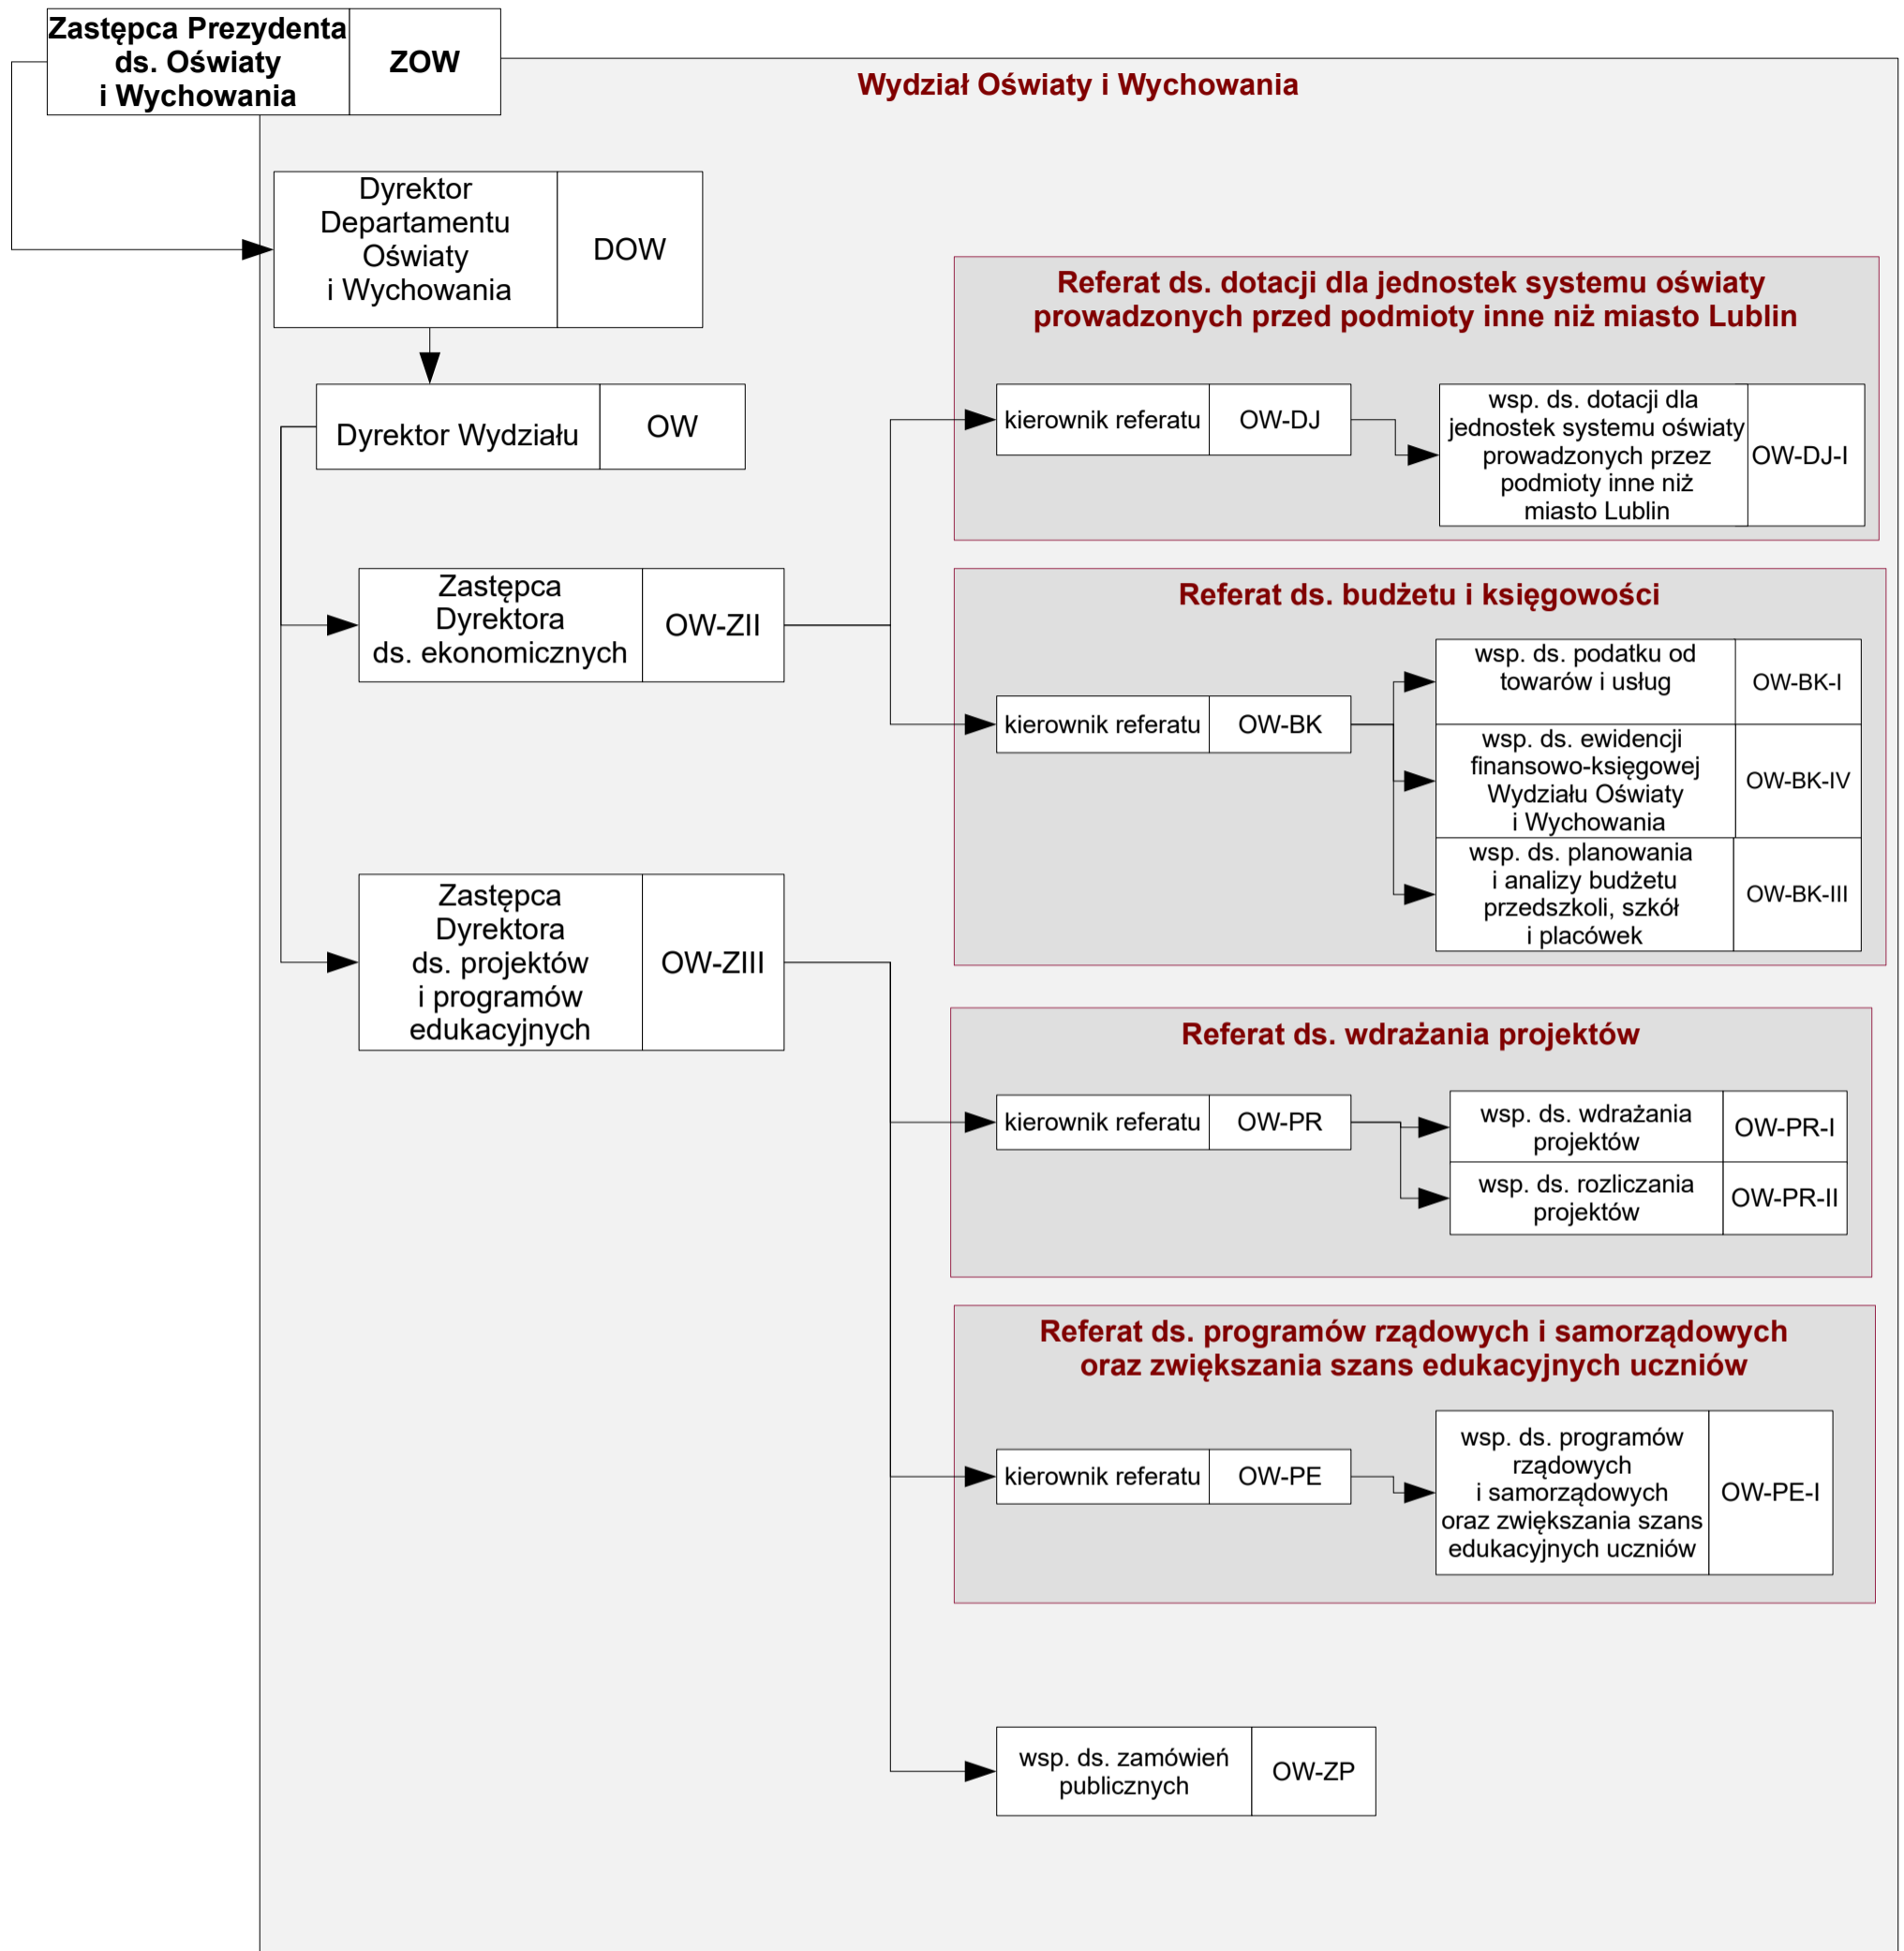 Zastępca Prezydenta
ds. Oświaty
i Wychowania
ZOW
Wydział Oświaty i Wychowania
Dyrektor
Departamentu
Oświaty
i Wychowania
DOW
Dyrektor Wydziału
OW
Referat ds. dotacji dla jednostek systemu oświaty
prowadzonych przed podmioty inne niż miasto Lublin
kierownik referatu
OW-DJ
wsp. ds. dotacji dla
jednostek systemu oświaty
prowadzonych przez
podmioty inne niż
miasto Lublin
OW-DJ-I
Zastępca
Dyrektora
ds. ekonomicznych
OW-ZII
Referat ds. budżetu i księgowości
kierownik referatu
OW-BK
wsp. ds. podatku od
towarów i usług
OW-BK-I
wsp. ds. ewidencji
finansowo-księgowej
Wydziału Oświaty
i Wychowania
OW-BK-IV
wsp. ds. planowania
i analizy budżetu
przedszkoli, szkół
i placówek
OW-BK-III
Zastępca
Dyrektora
ds. projektów
i programów
edukacyjnych
OW-ZIII
Referat ds. wdrażania projektów
kierownik referatu
OW-PR
wsp. ds. wdrażania
projektów
OW-PR-I
wsp. ds. rozliczania
projektów
OW-PR-II
Referat ds. programów rządowych i samorządowych
oraz zwiększania szans edukacyjnych uczniów
kierownik referatu
OW-PE
wsp. ds. programów
rządowych
i samorządowych
oraz zwiększania szans
edukacyjnych uczniów
OW-PE-I
wsp. ds. zamówień
publicznych
OW-ZP